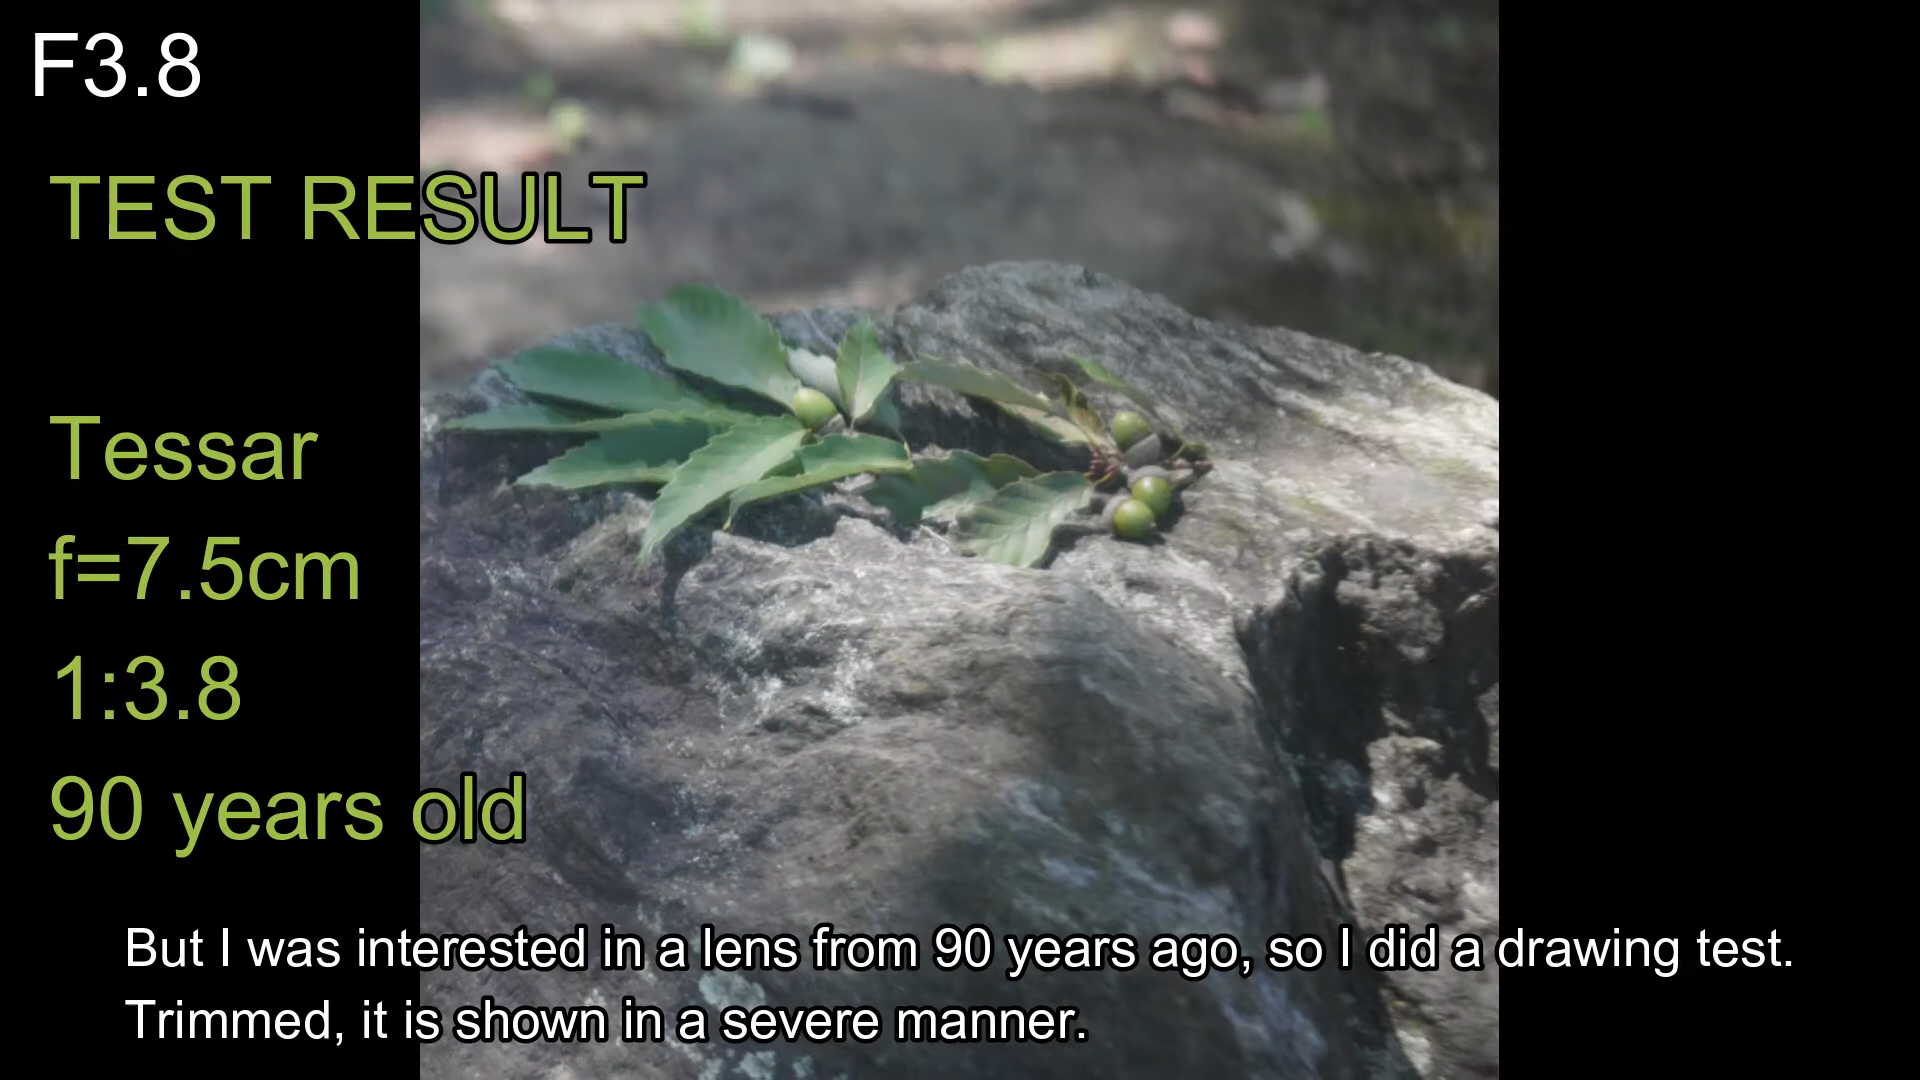 F3.8
TEST RESULT
Tessar
f=7.5cm
1:3.8
90 years old
But I was interested in a lens from 90 years ago, so I did a drawing test.
Trimmed, it is shown in a severe manner.